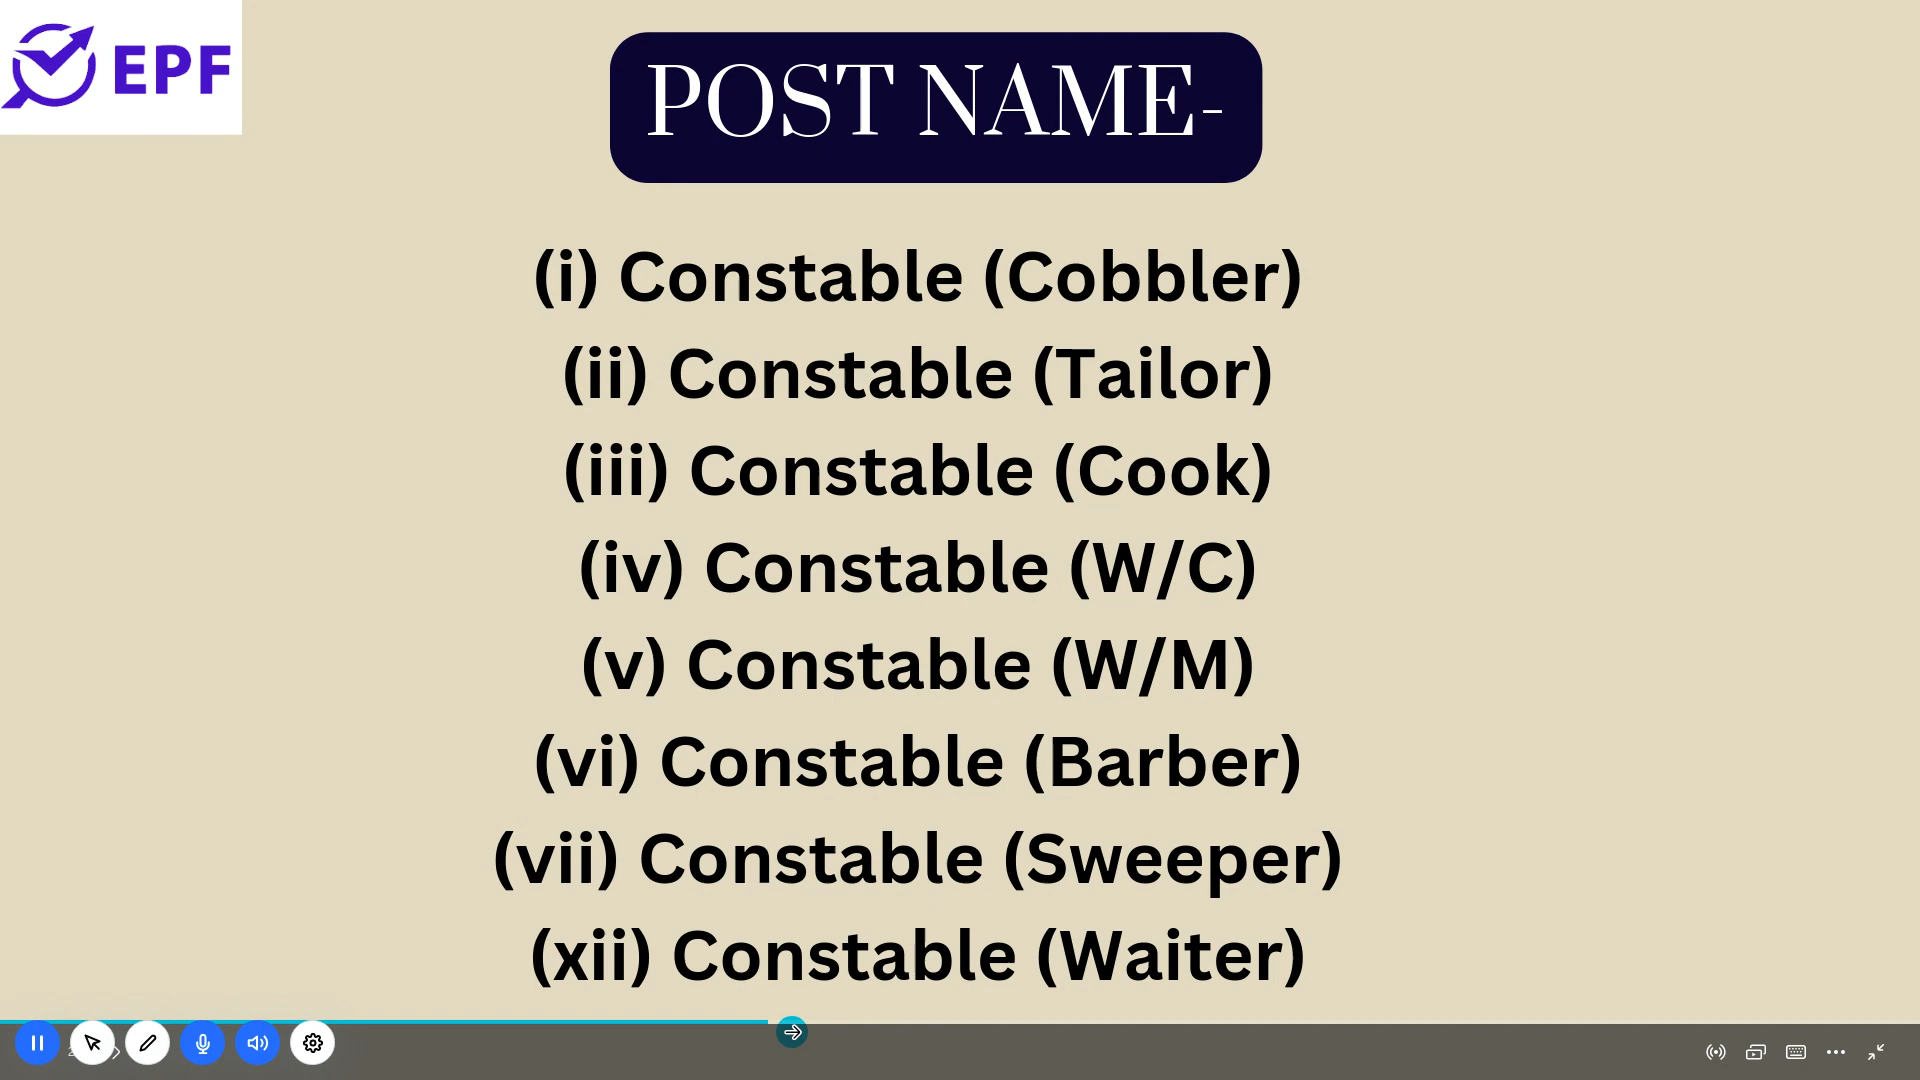 EPF
POST NAME-
(i) Constable (Cobbler)
(ii) Constable (Tailor)
(iii) Constable (Cook)
(iv) Constable (W/C)
(v) Constable (W/M)
(vi) Constable (Barber)
(vii) Constable (Sweeper)
(xii) Constable (Waiter)